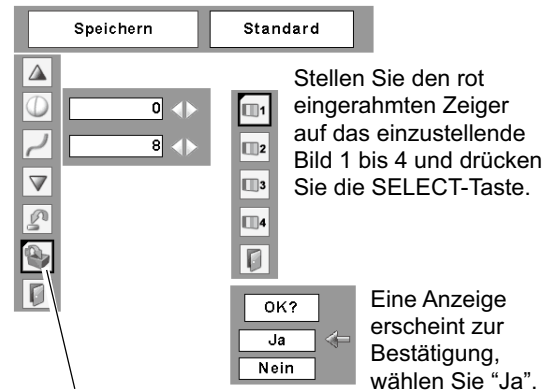 Speichern
Standard
0
8
1
2
3
4
Stellen Sie den rot
eingerahmten Zeiger
auf das einzustellende
Bild 1 bis 4 und drücken
Sie die SELECT-Taste.
OK?
Ja
Nein
Eine Anzeige
erscheint zur
Bestätigung,
wählen Sie “Ja”.